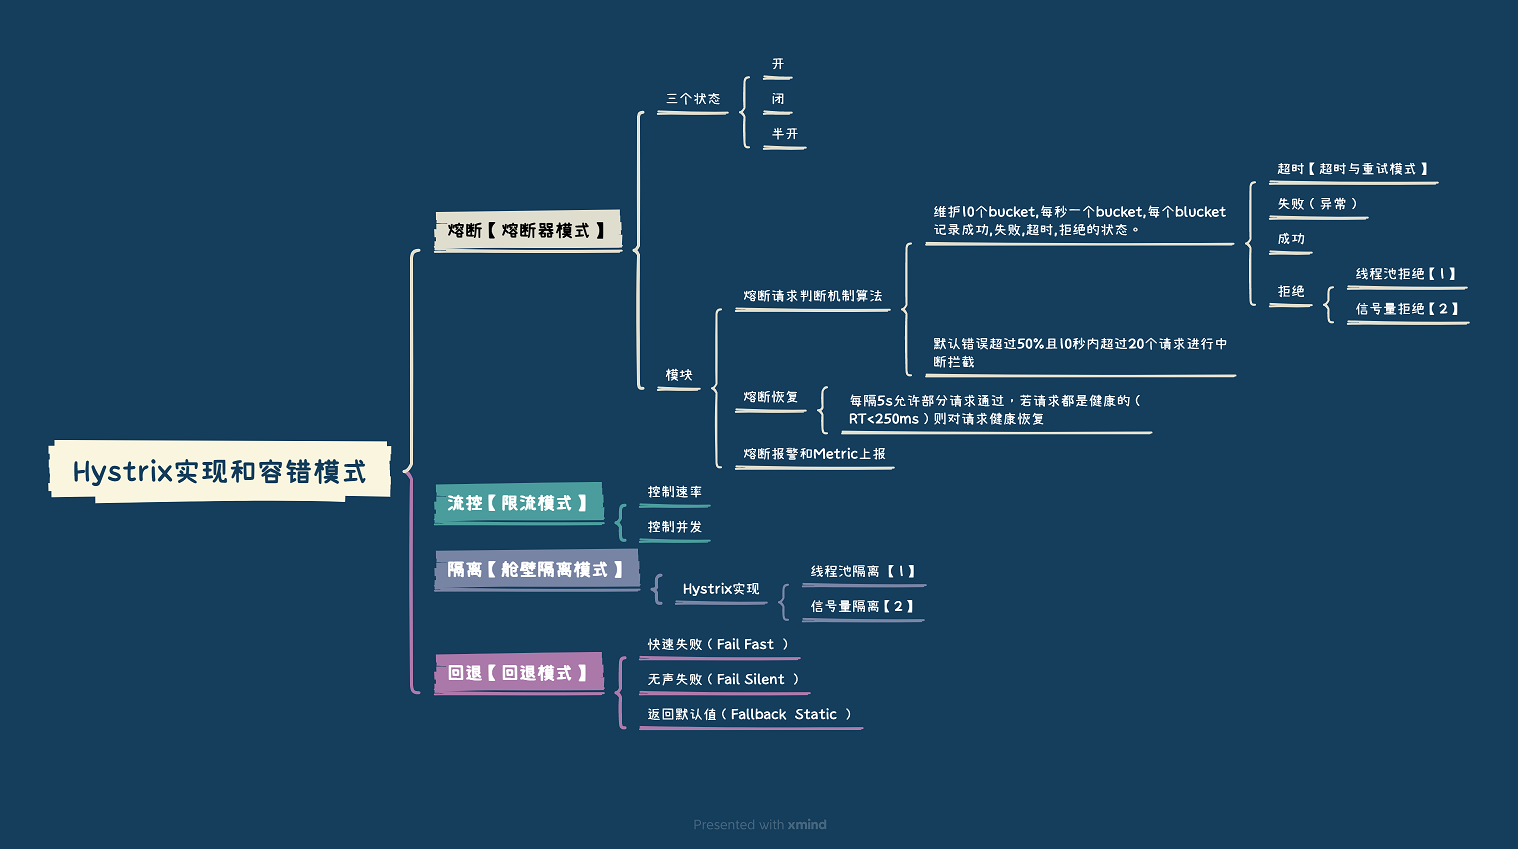 Hystrix实现和容错模式
熔断【熔断器模式】
三个状态
开
闭
半开
模块
熔断请求判断机制算法
维护10个bucket,每秒一个bucket,每个blucket
记录成功,失败,超时,拒绝的状态。
超时【超时与重试模式】
失败（异常）
成功
拒绝
线程池拒绝【1】
信号量拒绝【2】
默认错误超过50%且10秒内超过20个请求进行中
断拦截
熔断恢复
每隔5s允许部分请求通过，若请求都是健康的（
RT<250ms）则对请求健康恢复
熔断报警和Metric上报
流控【限流模式】
控制速率
控制并发
隔离【舱壁隔离模式】
Hystrix实现
线程池隔离【1】
信号量隔离【2】
回退【回退模式】
快速失败（Fail Fast ）
无声失败（Fail Silent ）
返回默认值（Fallback Static ）
Presented with xmind